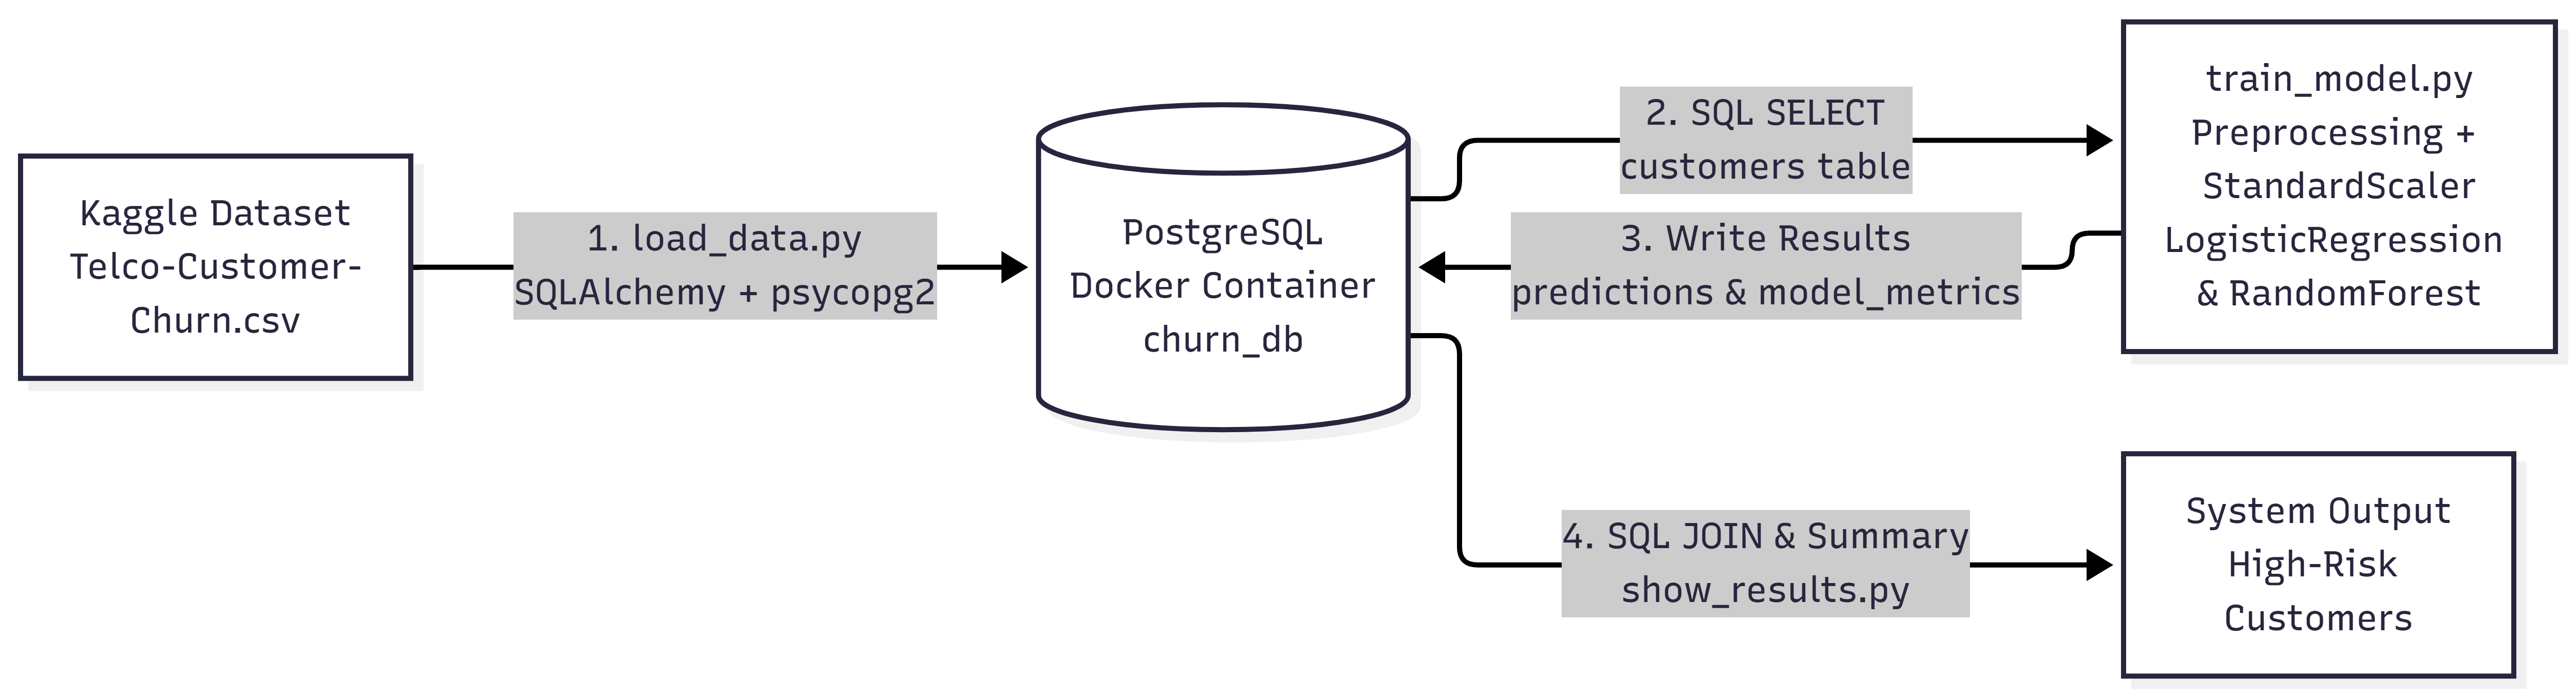 Kaggle Dataset
Telco-Customer-
Churn.csv
1. load_data.py
SQLAlchemy + psycopg2
PostgreSQL
Docker Container
churn_db
2. SQL SELECT
customers table
3. Write Results
predictions & model_metrics
train_model.py
Preprocessing +
StandardScaler
LogisticRegression
& RandomForest
4. SQL JOIN & Summary
show_results.py
System Output
High-Risk
Customers